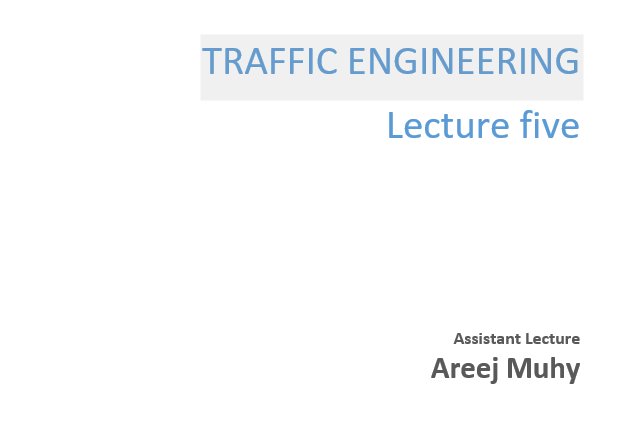 TRAFFIC ENGINEERING
Lecture five
Assistant Lecture
Areej Muhy